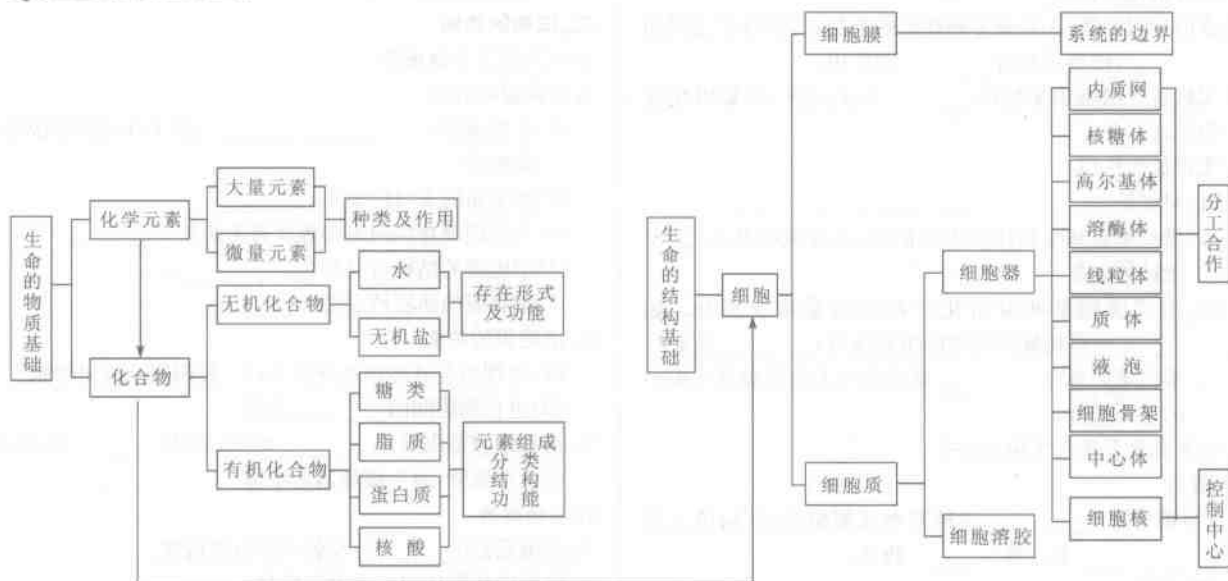 生命的物质基础
化学元素
大量元素
微量元素
种类及作用
化合物
无机化合物
水
无机盐
存在形式
及功能
有机化合物
糖类
脂质
蛋白质
核酸
元素组成
分类
结构
功能
生命的结构基础
细胞
细胞膜
系统的边界
细胞质
细胞器
内质网
核糖体
高尔基体
溶酶体
线粒体
质体
液泡
细胞骨架
中心体
分工合作
细胞溶胶
细胞核
控制中心